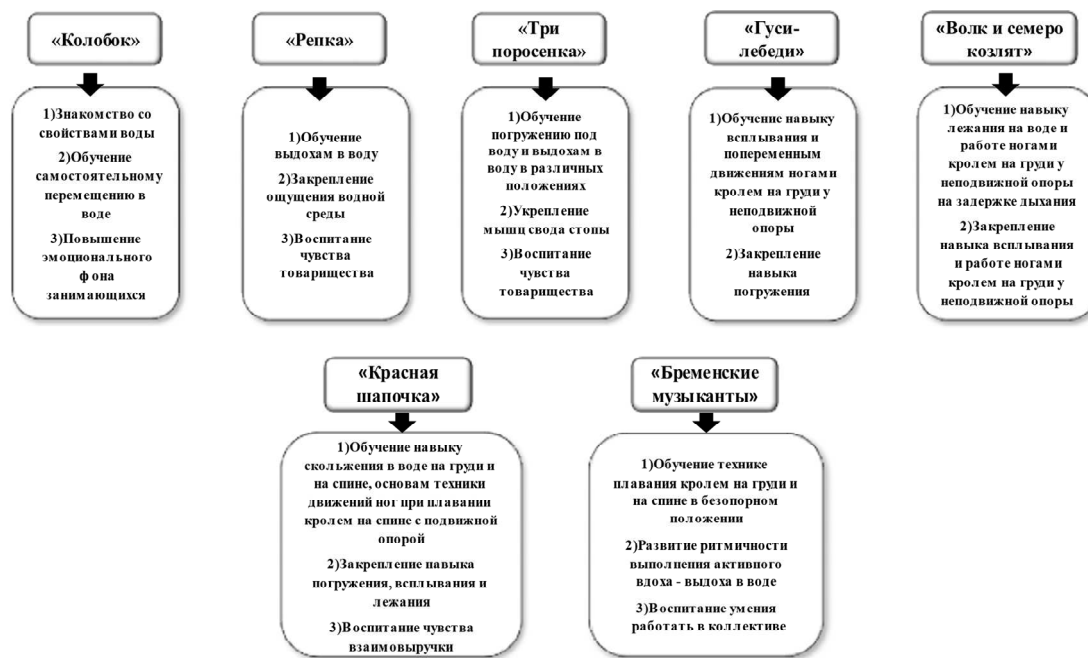 «Колобок»
1)Знакомство со
свойствами воды
2)Обучение
самостоятельному
перемещению в
воде
3)Повышение
эмоционального
фона
занимающихся
«Репка»
1)Обучение
выдохам в воду
2)Закрепление
ощущения водной
среды
3)Воспитание
чувства
товарищества
«Три
поросенка»
1)Обучение
погружению под
воду и выдохам в
воду в различных
положениях
2)Укрепление
мышц свода стопы
3)Воспитание
чувства
товарищества
«Гуси-
лебеди»
1)Обучение навыку
всплывания и
попеременным
движениям ногами
кролем на груди у
неподвижной
опоры
2)Закрепление
навыка
погружения
«Волк и семеро
козлят»
1)Обучение навыку
лежания на воде и
работе ногами
кролем на груди у
неподвижной опоры
на задержке дыхания
2)Закрепление
навыка всплывания
и работе ногами
кролем на груди у
неподвижной опоры
«Красная
шапочка»
1)Обучение навыку
скольжения в воде на груди и
на спине, основам техники
движений ног при плавании
кролем на спине с подвижной
опорой
2)Закрепление навыка
погружения, всплывания и
лежания
3)Воспитание чувства
взаимовыручки
«Бременские
музыканты»
1)Обучение технике
плавания кролем на груди и
на спине в безопорном
положении
2)Развитие ритмичности
выполнения активного
вдоха - выдоха в воде
3)Воспитание умения
работать в коллективе